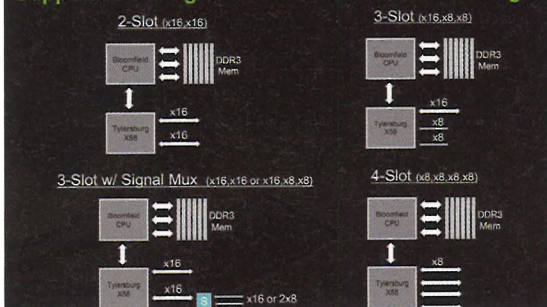 2-Slot (x16,x16)
Bloomfield CPU
DDR3 Mem
Tylersburg X58
x16
x16
3-Slot (x16,x8,x8)
Bloomfield CPU
DDR3 Mem
Tylersburg X58
x16
x8
x8
3-Slot w/ Signal Mux (x16,x16 or x16,x8,x8)
Bloomfield CPU
DDR3 Mem
Tylersburg X58
x16
x16
S
x16 or 2x8
4-Slot (x8,x8,x8,x8)
Bloomfield CPU
DDR3 Mem
Tylersburg X58
x8